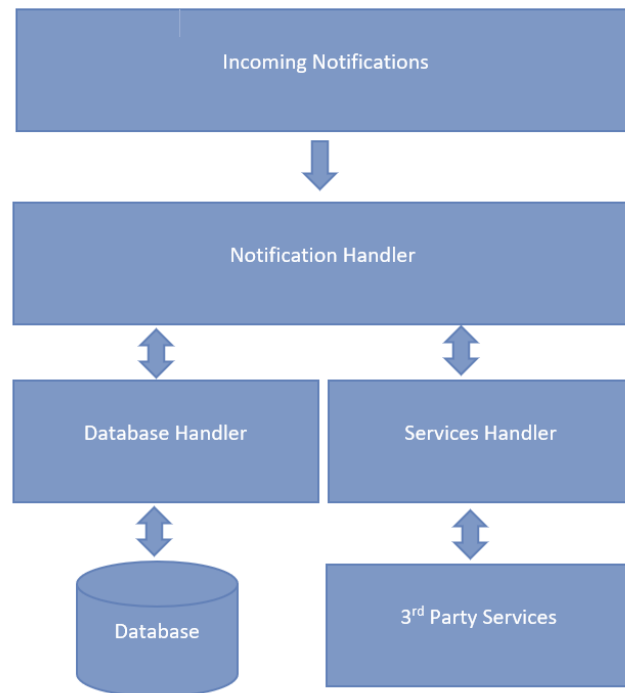 Incoming Notifications
Notification Handler
Database Handler
Services Handler
Database
3rd Party Services